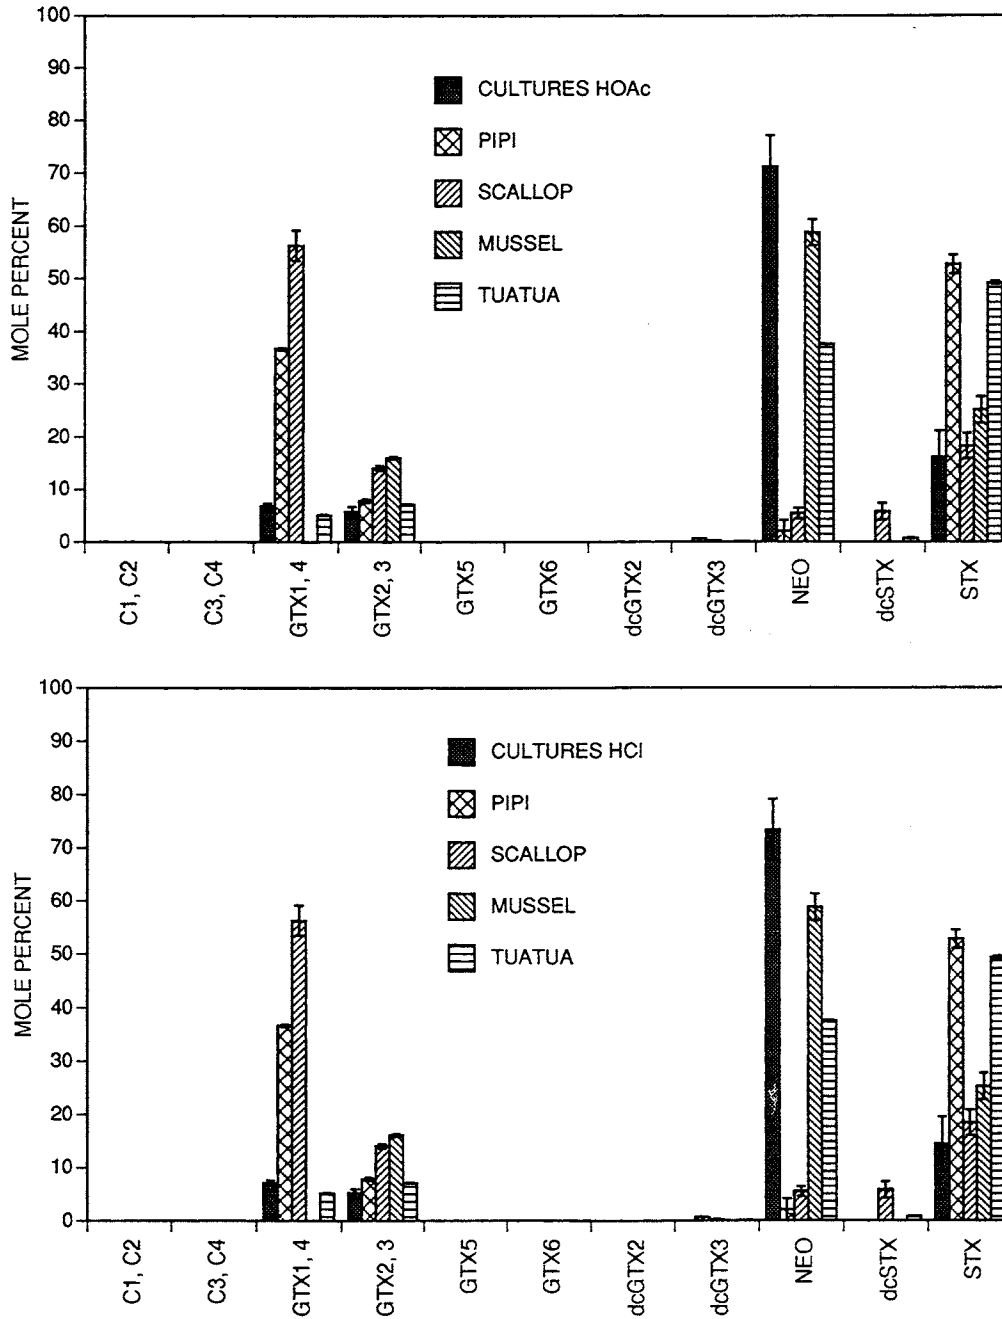 100
90
80
70
60
50
40
30
20
10
0
MOLE PERCENT
CULTURES HOAc
PIPI
SCALLOP
MUSSEL
TUATUA
C1, C2
C3, C4
GTX1, 4
GTX2, 3
GTX5
GTX6
dcGTX2
dcGTX3
NEO
dcSTX
STX
100
90
80
70
60
50
40
30
20
10
0
MOLE PERCENT
CULTURES HCl
PIPI
SCALLOP
MUSSEL
TUATUA
C1, C2
C3, C4
GTX1, 4
GTX2, 3
GTX5
GTX6
dcGTX2
dcGTX3
NEO
dcSTX
STX